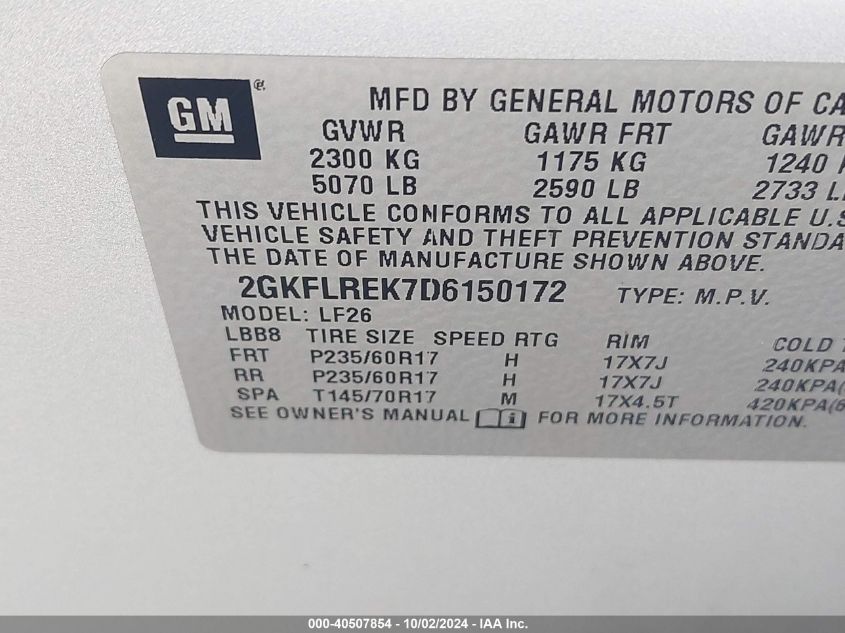 GM ®
MFD BY GENERAL MOTORS OF CA
GVWR GAWR FRT GAWR
2300 KG 1175 KG 1240
5070 LB 2590 LB 2733
THIS VEHICLE CONFORMS TO ALL APPLICABLE U.S
VEHICLE SAFETY AND THEFT PREVENTION STANDA
THE DATE OF MANUFACTURE SHOWN ABOVE.
2GKFLREK7D6150172 TYPE: M.P.V.
MODEL: LF26
LBB8 TIRE SIZE SPEED RTG RIM COLD
FRT P235/60R17 H 17X7J 240KPA
RR P235/60R17 H 17X7J 240KPA(
SPA T145/70R17 M 17X4.5T 420KPA(6
SEE OWNER'S MANUAL i FOR MORE INFORMATION.
000-40507854 - 10/02/2024 - IAA Inc.